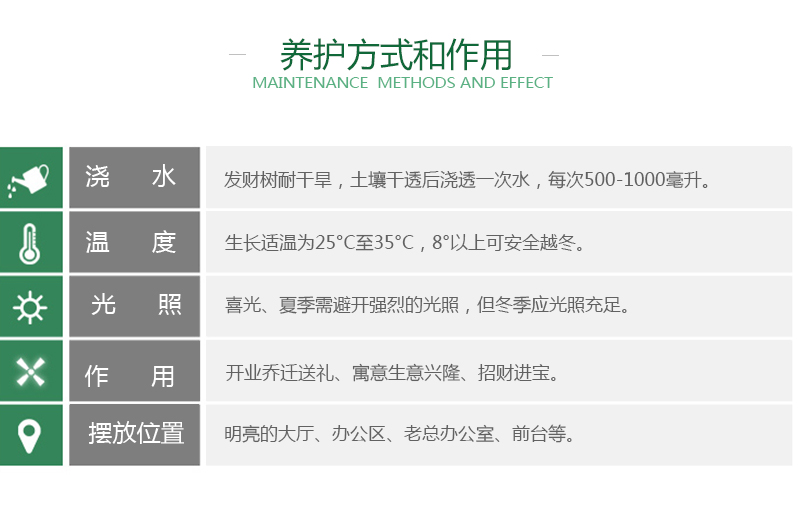 养护方式和作用
MAINTENANCE METHODS AND EFFECT
浇 水 发财树耐干旱，土壤干透后浇透一次水，每次500-1000毫升。
温 度 生长适温为25°C至35°C，8°以上可安全越冬。
光 照 喜光、夏季需避开强烈的光照，但冬季应光照充足。
作 用 开业乔迁送礼、寓意生意兴隆、招财进宝。
摆放位置 明亮的大厅、办公区、老总办公室、前台等。